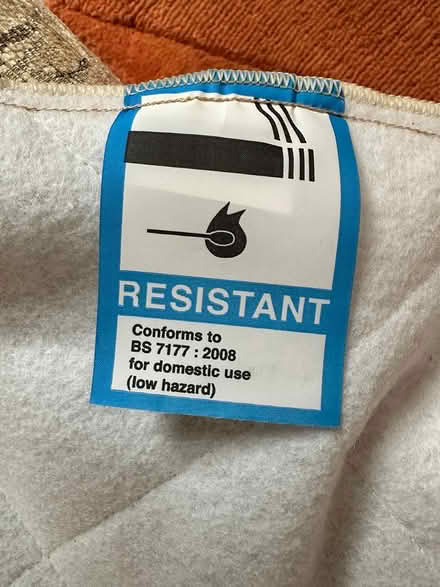 RESISTANT
Conforms to
BS 7177 : 2008
for domestic use
(low hazard)